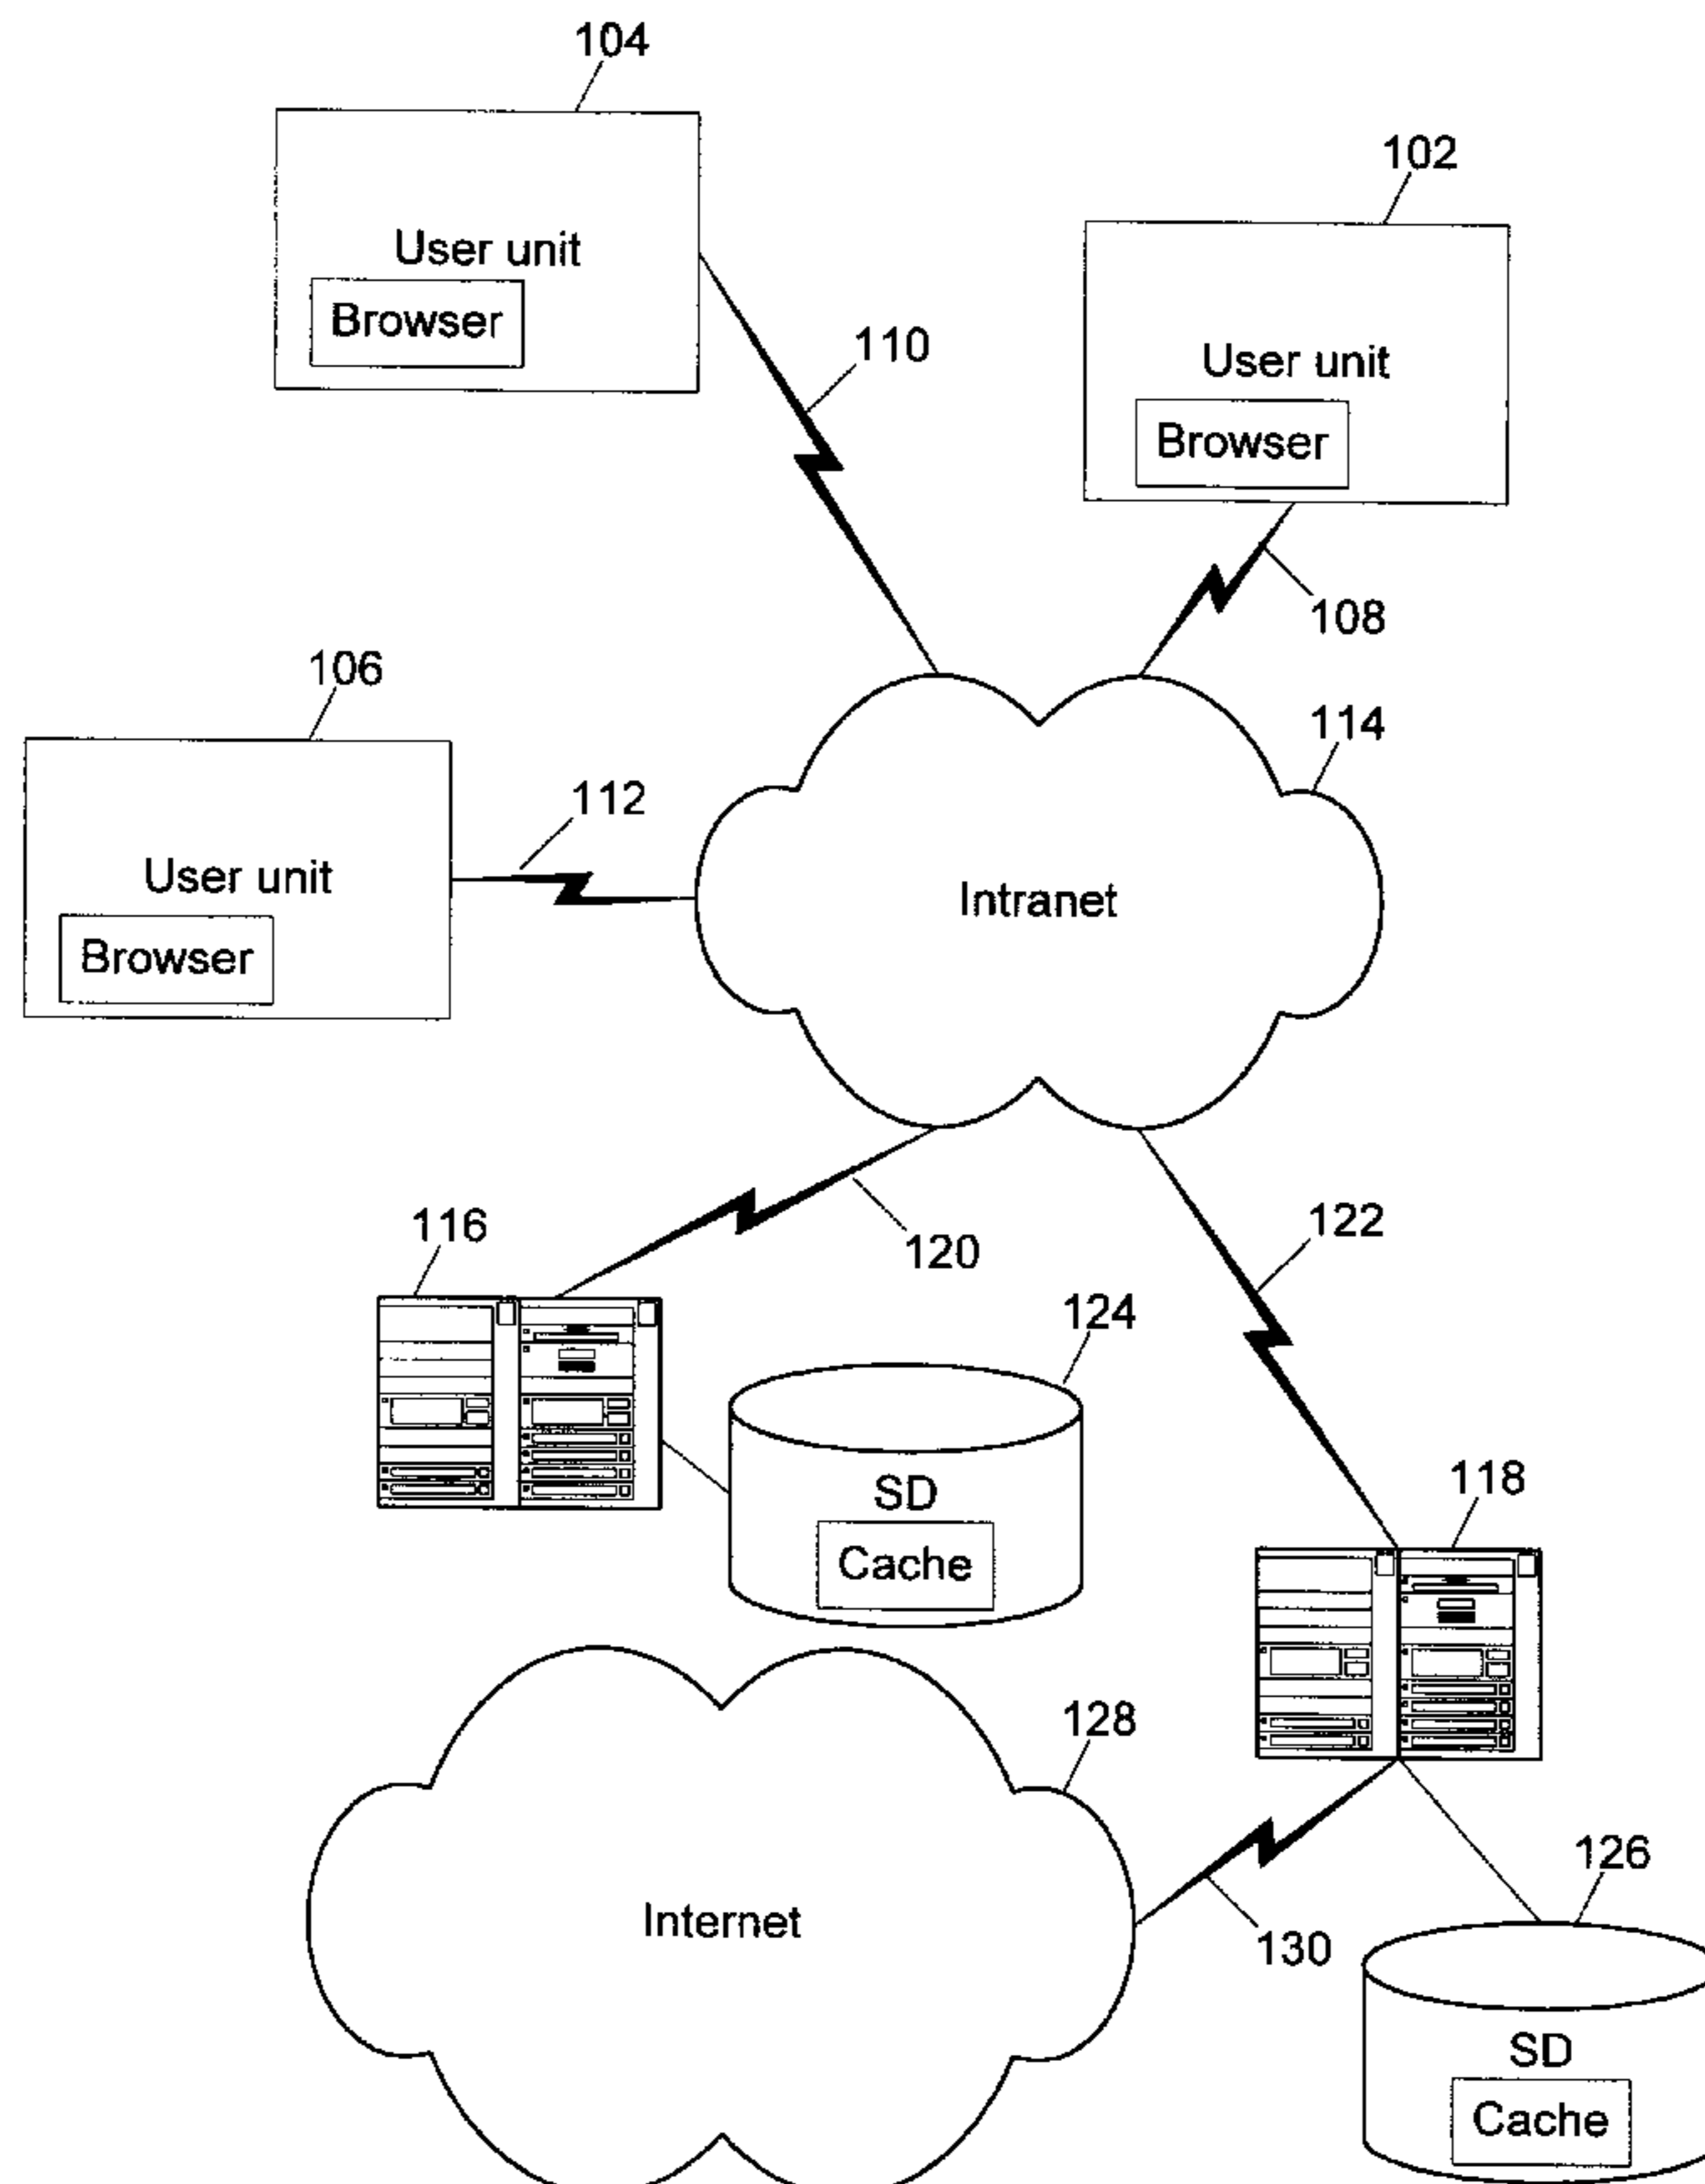 104
102
User unit
Browser
110
User unit
Browser
108
106
114
112
User unit
Browser
Intranet
116
120
122
124
SD
Cache
118
128
126
Internet
130
SD
Cache